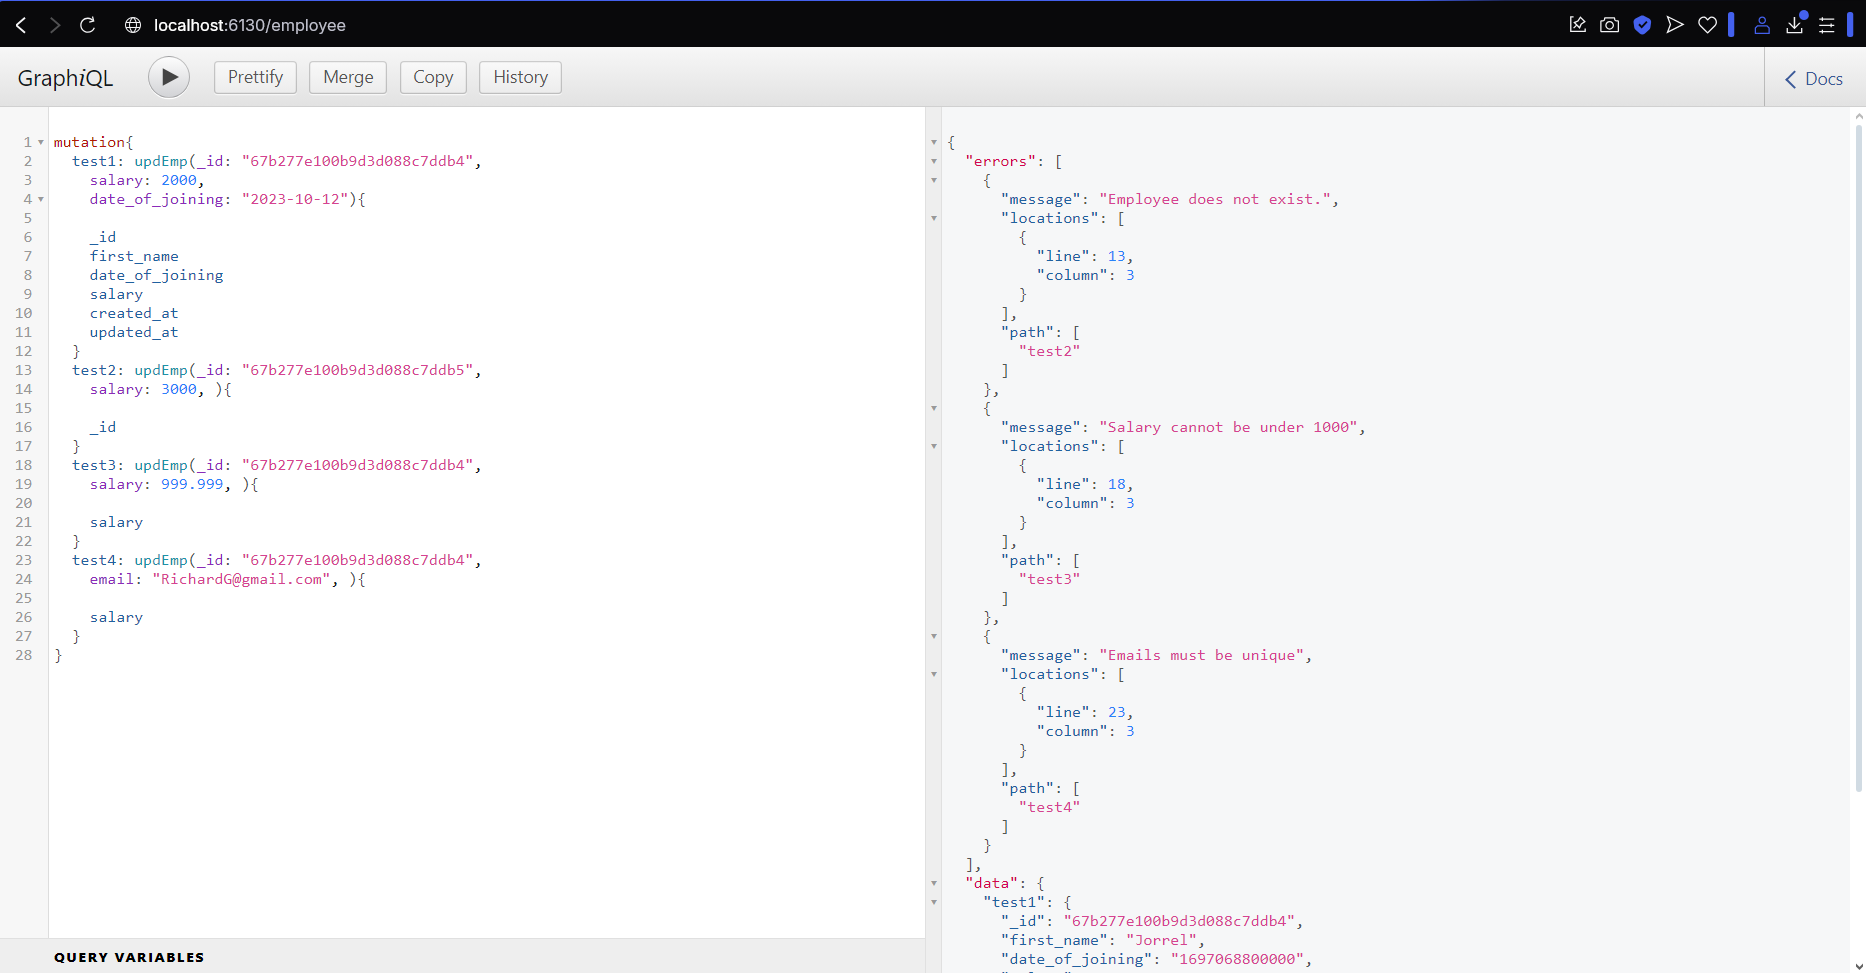 localhost:6130/employee
GraphiQL
Prettify
Merge
Copy
History
Docs
1 mutation{
2 test1: updEmp(_id: "67b277e100b9d3d088c7ddb4",
3 salary: 2000,
4 date_of_joining: "2023-10-12"){
5
6 _id
7 first_name
8 date_of_joining
9 salary
10 created_at
11 updated_at
12 }
13 test2: updEmp(_id: "67b277e100b9d3d088c7ddb5",
14 salary: 3000, ){
15
16 _id
17 }
18 test3: updEmp(_id: "67b277e100b9d3d088c7ddb4",
19 salary: 999.999, ){
20
21 salary
22 }
23 test4: updEmp(_id: "67b277e100b9d3d088c7ddb4",
24 email: "RichardG@gmail.com", ){
25
26 salary
27 }
28 }
QUERY VARIABLES
{
"errors": [
{
"message": "Employee does not exist.",
"locations": [
{
"line": 13,
"column": 3
}
],
"path": [
"test2"
]
},
{
"message": "Salary cannot be under 1000",
"locations": [
{
"line": 18,
"column": 3
}
],
"path": [
"test3"
]
},
{
"message": "Emails must be unique",
"locations": [
{
"line": 23,
"column": 3
}
],
"path": [
"test4"
]
}
],
"data": {
"test1": {
"_id": "67b277e100b9d3d088c7ddb4",
"first_name": "Jorrel",
"date_of_joining": "1697068800000",